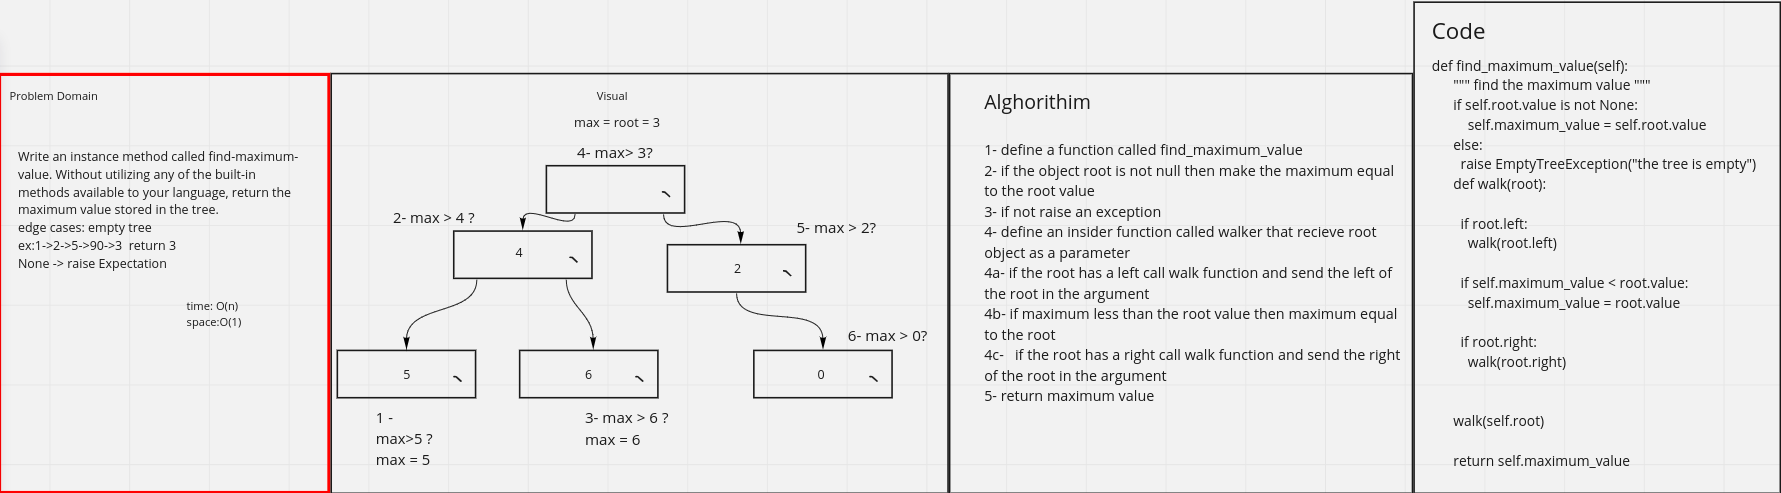 Problem Domain
Write an instance method called find-maximum-
value. Without utilizing any of the built-in
methods available to your language, return the
maximum value stored in the tree.
edge cases: empty tree
ex:1->2->5->90->3  return 3
None -> raise Expectation
time: O(n)
space:O(1)
Visual
max = root = 3
4- max> 3?
2- max > 4 ?
4
5- max > 2?
2
6- max > 0?
5
6
0
1 -
max>5 ?
max = 5
3- max > 6 ?
max = 6
Alghorithim
1- define a function called find_maximum_value
2- if the object root is not null then make the maximum equal
to the root value
3- if not raise an exception
4- define an insider function called walker that recieve root
object as a parameter
4a- if the root has a left call walk function and send the left of
the root in the argument
4b- if maximum less than the root value then maximum equal
to the root
4c-   if the root has a right call walk function and send the right
of the root in the argument
5- return maximum value
Code
def find_maximum_value(self):
""" find the maximum value """
if self.root.value is not None:
self.maximum_value = self.root.value
else:
raise EmptyTreeException("the tree is empty")
def walk(root):
if root.left:
walk(root.left)
if self.maximum_value < root.value:
self.maximum_value = root.value
if root.right:
walk(root.right)
walk(self.root)
return self.maximum_value